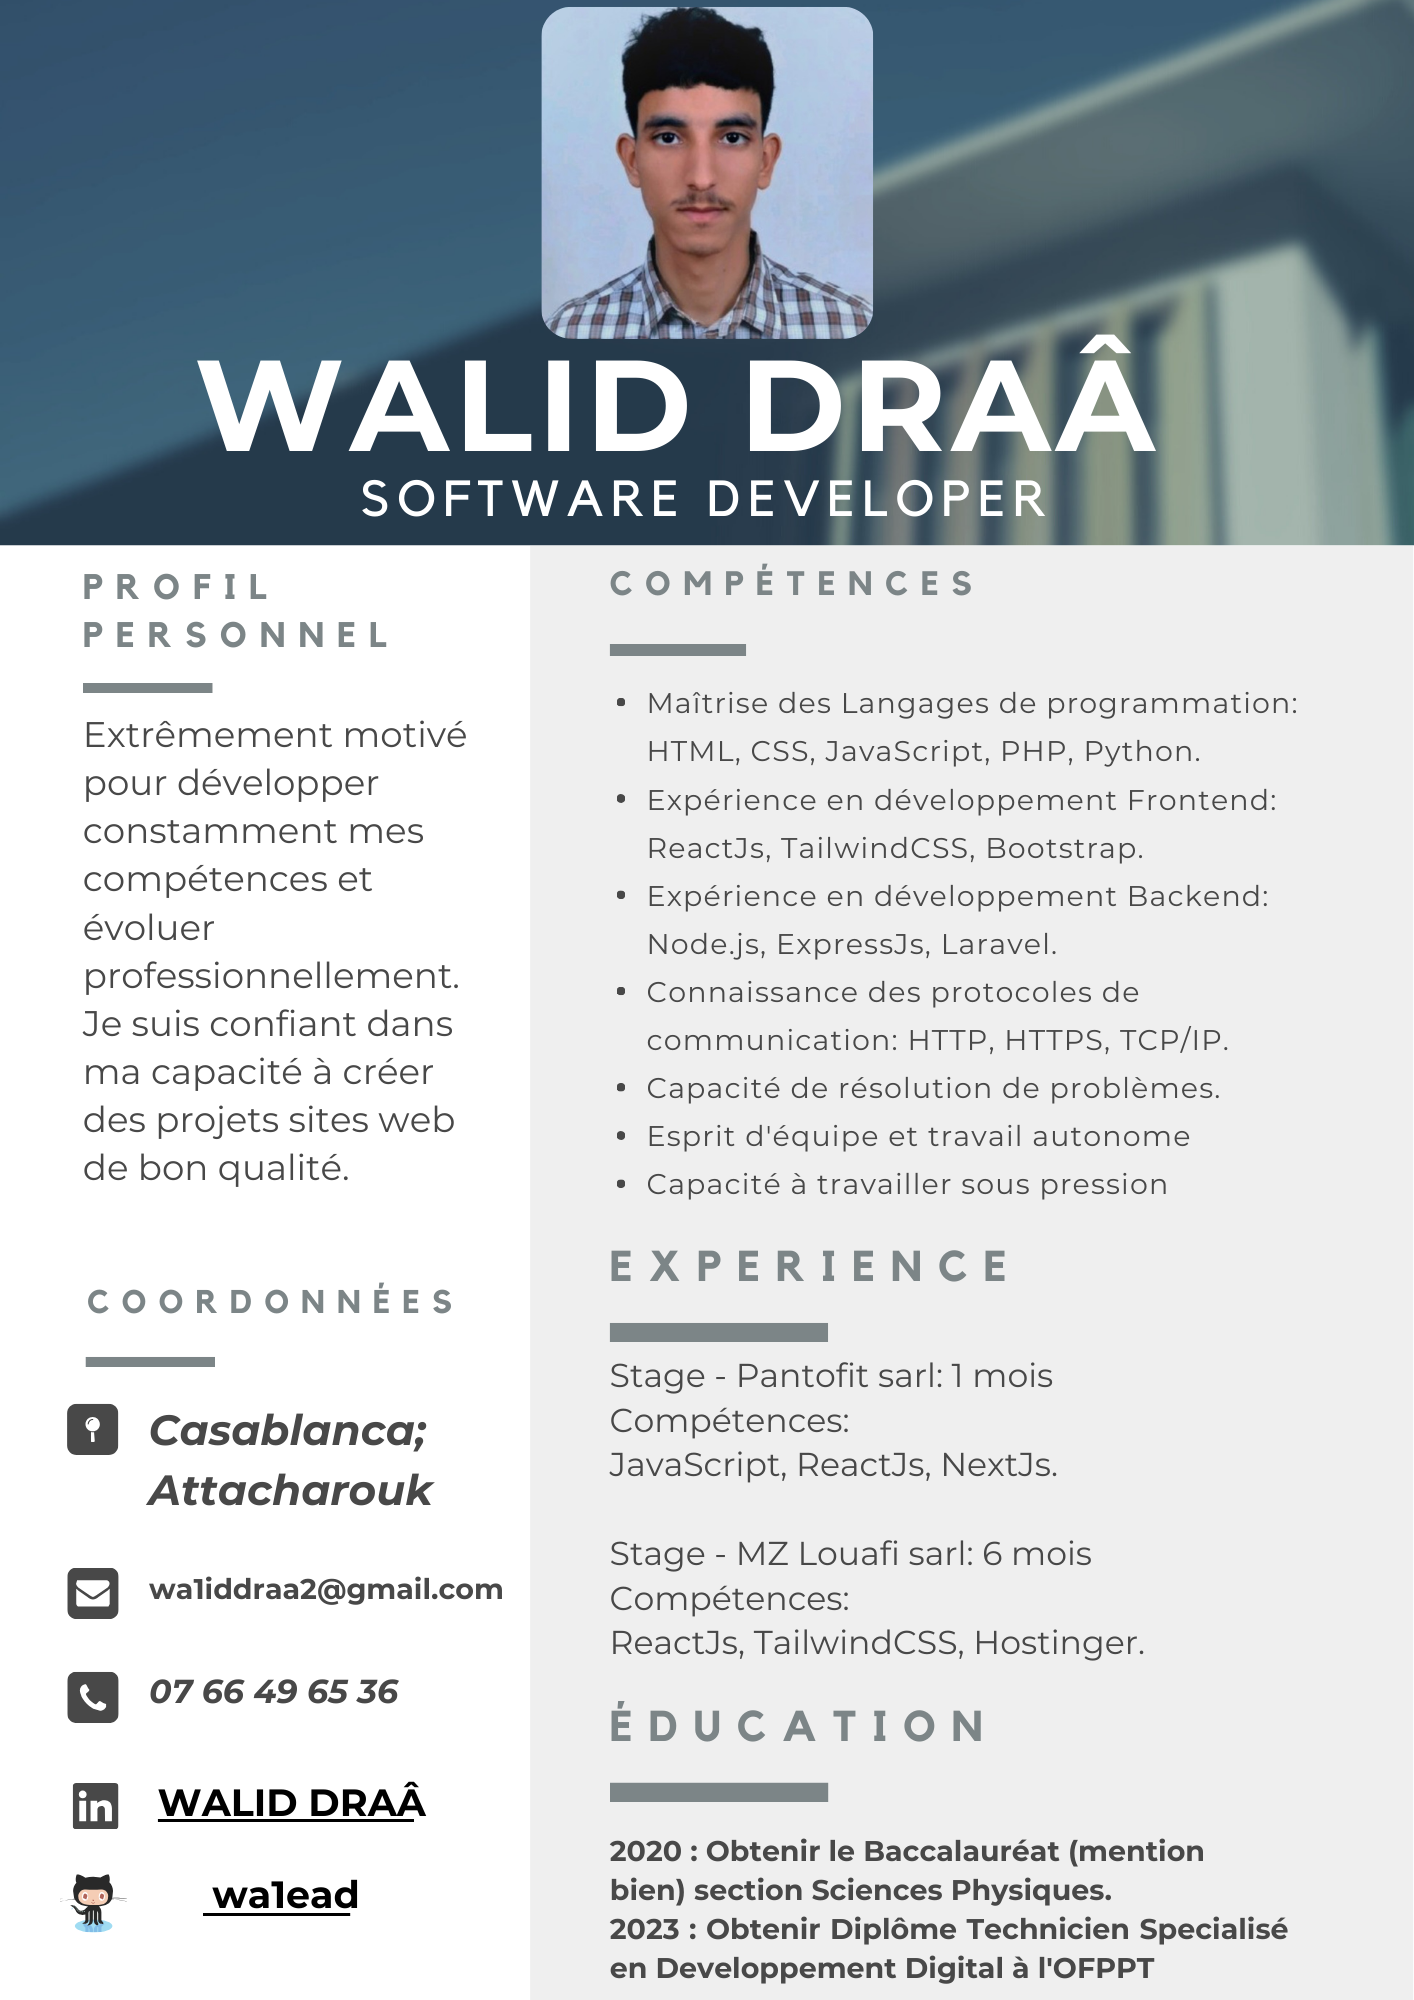 WALID DRAÂ
SOFTWARE DEVELOPER
PROFIL
PERSONNEL
Extrêmement motivé
pour développer
constamment mes
compétences et
évoluer
professionnellement.
Je suis confiant dans
ma capacité à créer
des projets sites web
de bon qualité.
COORDONNÉES
Casablanca;
Attacharouk
wa1iddraa2@gmail.com
07 66 49 65 36
in
WALID DRAÂ
wa1ead
COMPÉTENCES
• Maîtrise des Langages de programmation:
HTML, CSS, JavaScript, PHP, Python.
• Expérience en développement Frontend:
ReactJs, TailwindCSS, Bootstrap.
• Expérience en développement Backend:
Node.js, ExpressJs, Laravel.
• Connaissance des protocoles de
communication: HTTP, HTTPS, TCP/IP.
• Capacité de résolution de problèmes.
• Esprit d'équipe et travail autonome
• Capacité à travailler sous pression
EXPERIENCE
Stage - Pantofit sarl: 1 mois
Compétences:
JavaScript, ReactJs, NextJs.
Stage - MZ Louafi sarl: 6 mois
Compétences:
ReactJs, TailwindCSS, Hostinger.
ÉDUCATION
2020 : Obtenir le Baccalauréat (mention
bien) section Sciences Physiques.
2023 : Obtenir Diplôme Technicien Specialisé
en Developpement Digital à l'OFPPT